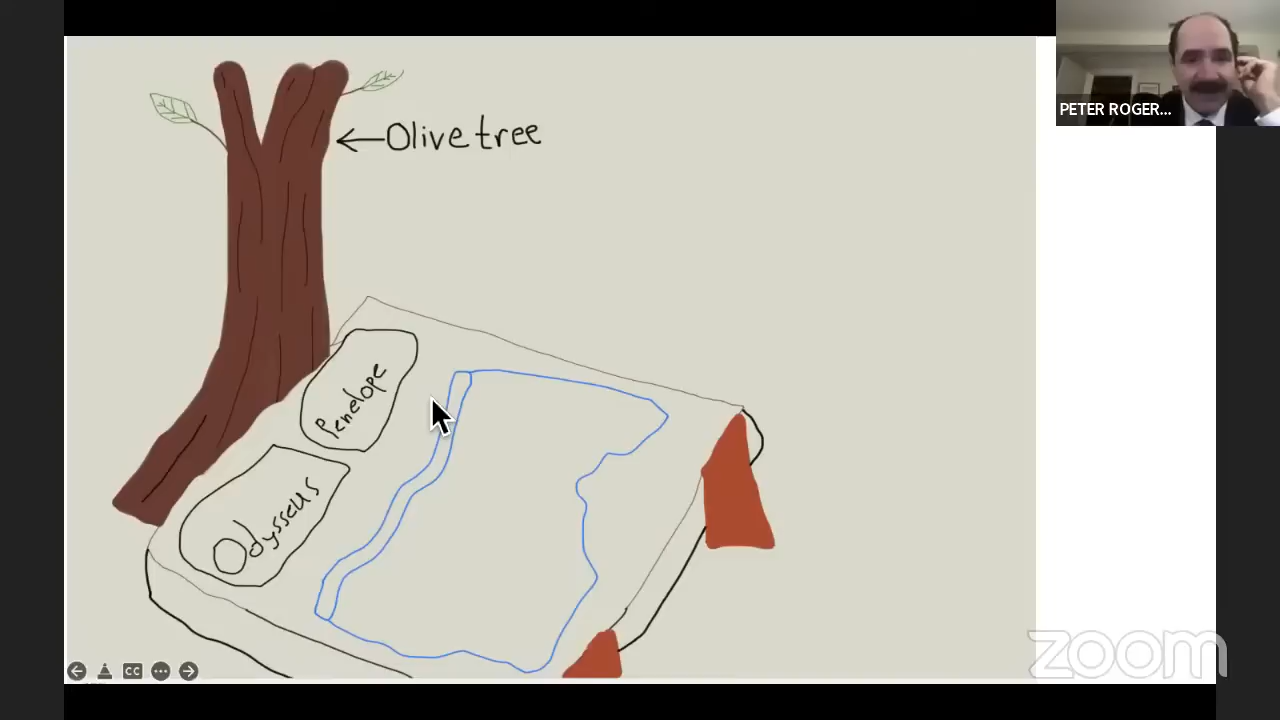 PETER ROGER...
←Olive tree
Penelope
Odysseus
CC
zoom